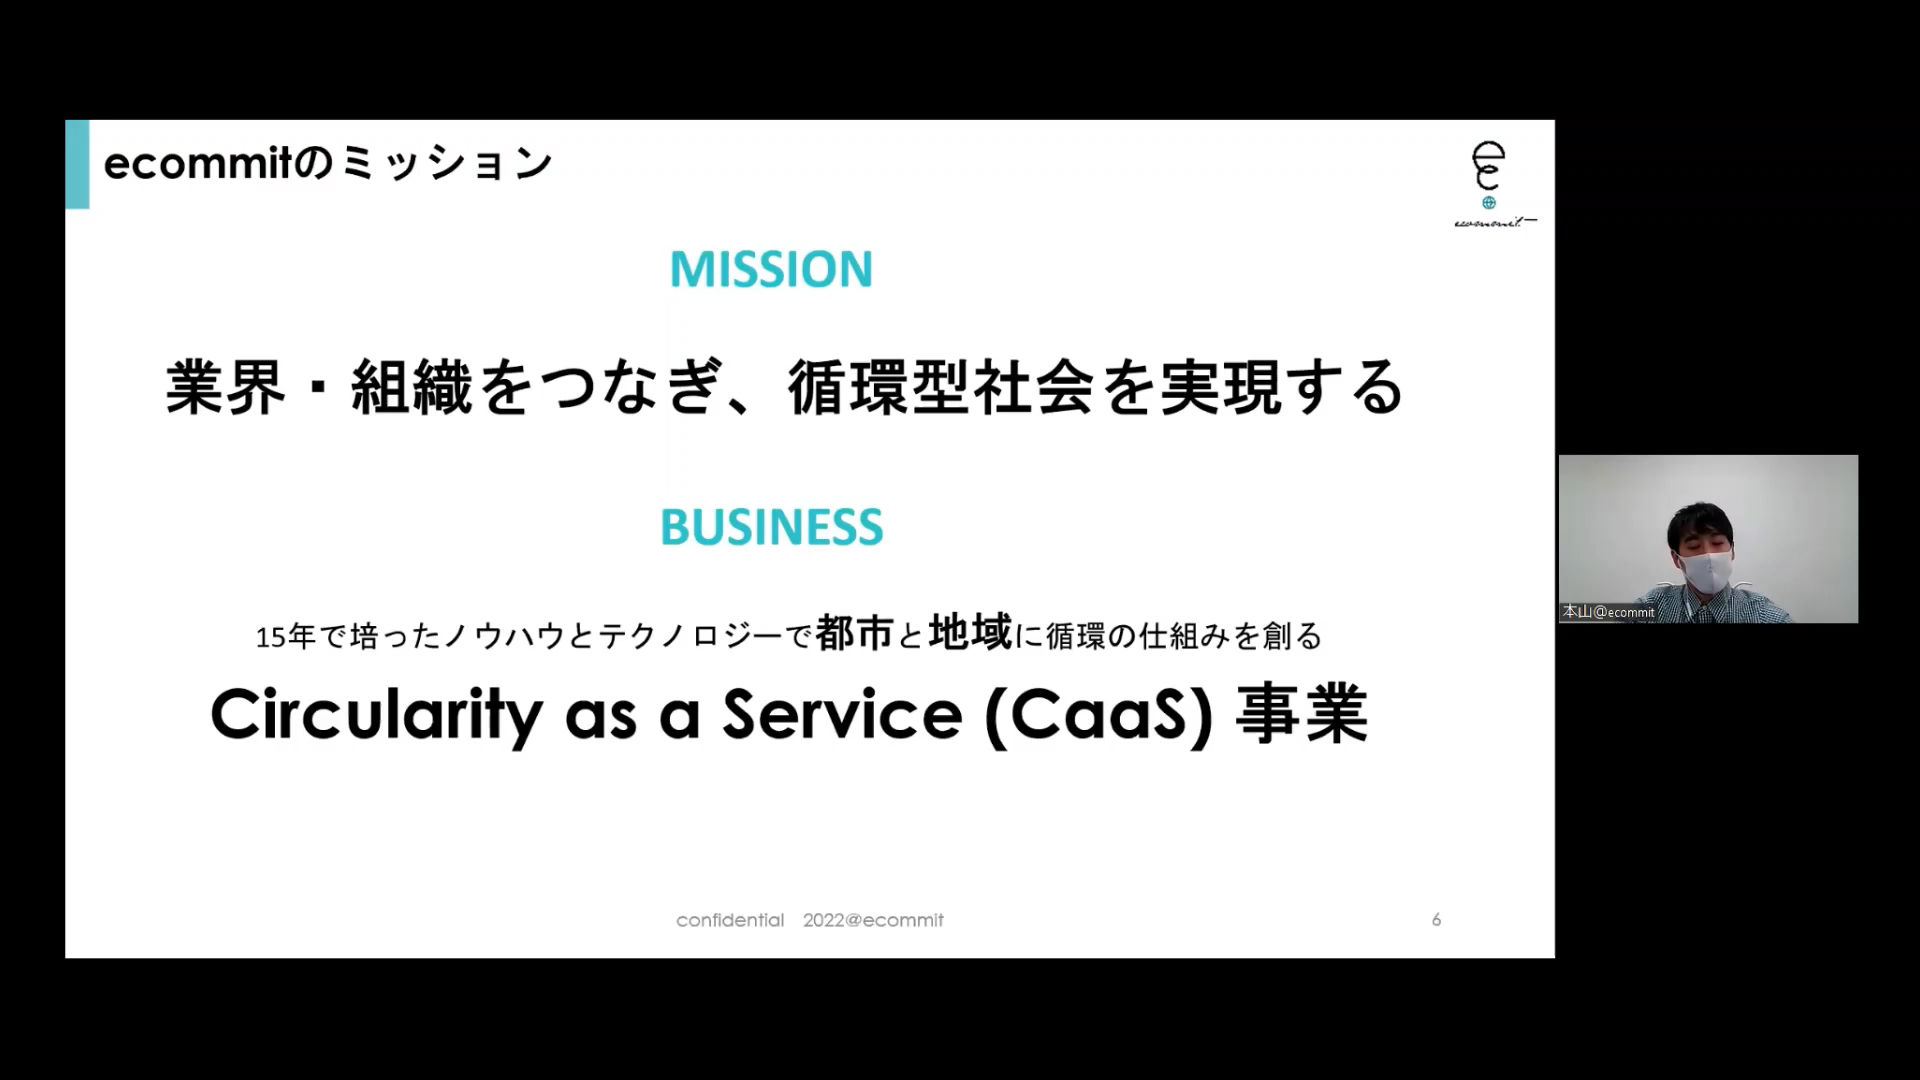 ecommitのミッション
ecommit
MISSION
業界・組織をつなぎ、循環型社会を実現する
BUSINESS
15年で培ったノウハウとテクノロジーで都市と地域に循環の仕組みを創る
Circularity as a Service (CaaS) 事業
本山@ecommit
confidential 2022@ecommit
6